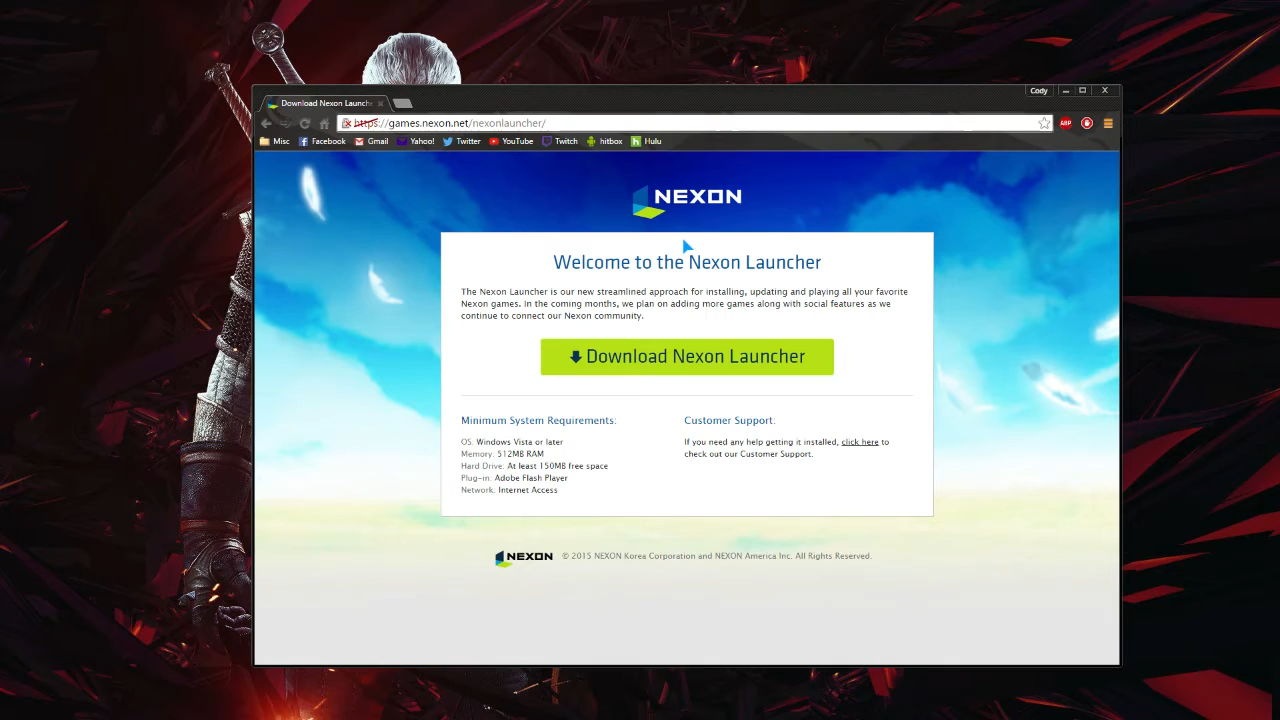 Cody
Download Nexon Launch
https://games.nexon.net/nexonlauncher/
ABP
Misc Facebook Gmail Yahoo! Twitter YouTube Twitch hitbox Hulu
NEXON
Welcome to the Nexon Launcher
The Nexon Launcher is our new streamlined approach for installing, updating and playing all your favorite
Nexon games. In the coming months, we plan on adding more games along with social features as we
continue to connect our Nexon community.
Download Nexon Launcher
Minimum System Requirements:
OS: Windows Vista or later
Memory: 512MB RAM
Hard Drive: At least 150MB free space
Plug-in: Adobe Flash Player
Network: Internet Access
Customer Support:
If you need any help getting it installed, click here to
check out our Customer Support.
NEXON © 2015 NEXON Korea Corporation and NEXON America Inc. All Rights Reserved.